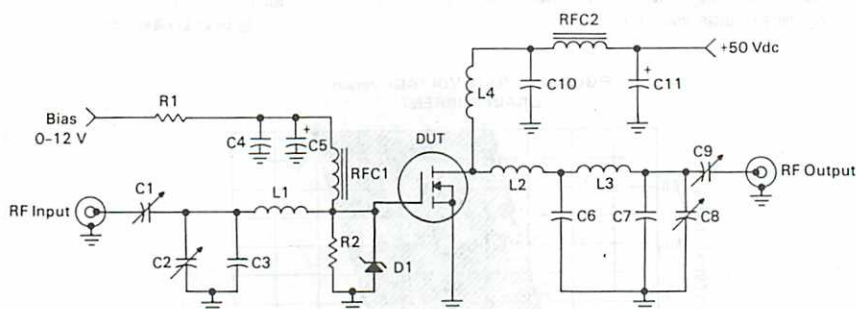 RFC2
+50 Vdc
L4
C10
C11
R1
Bias
0–12 V
C4
C5
RFC1
DUT
C9
RF Input
C1
L1
L2
L3
RF Output
C2
C3
R2
D1
C6
C7
C8